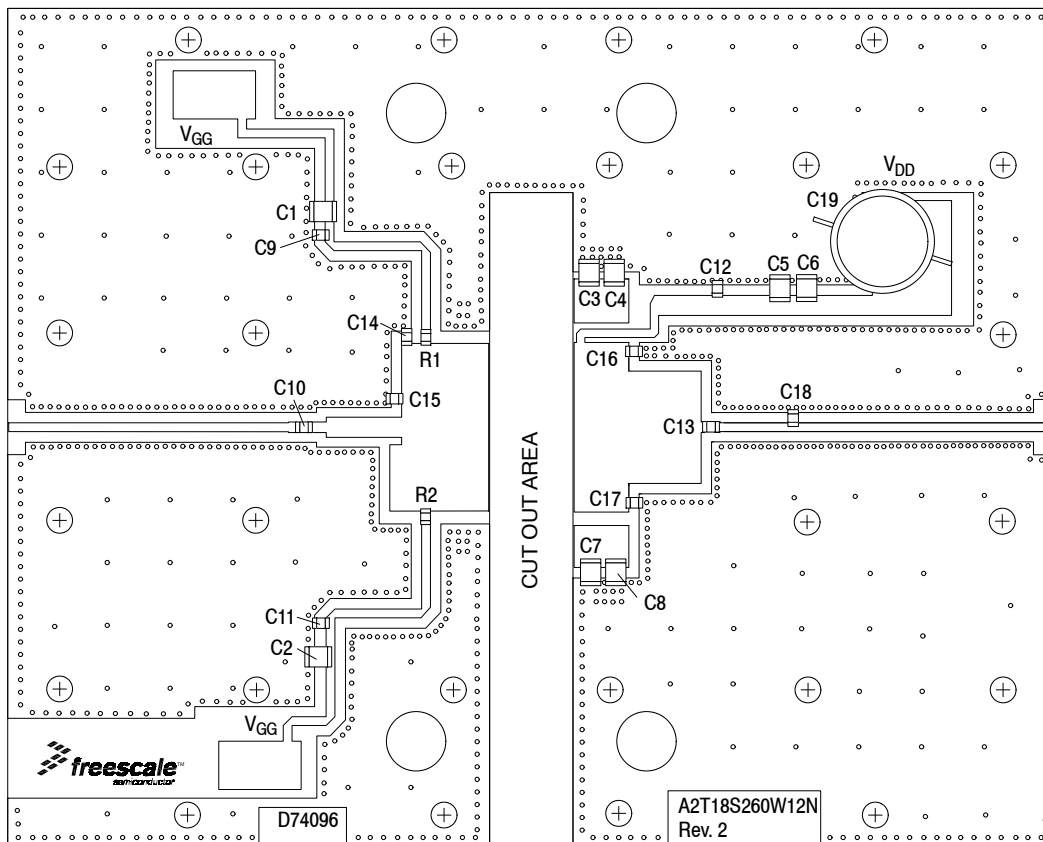 VGG
VDD
C19
C1
C9
C12
C5
C6
C3
C4
C14
R1
C16
C10
C15
C18
C13
R2
C17
CUT OUT AREA
C7
C8
C11
C2
VGG
freescale™
semiconductor
D74096
A2T18S260W12N
Rev. 2